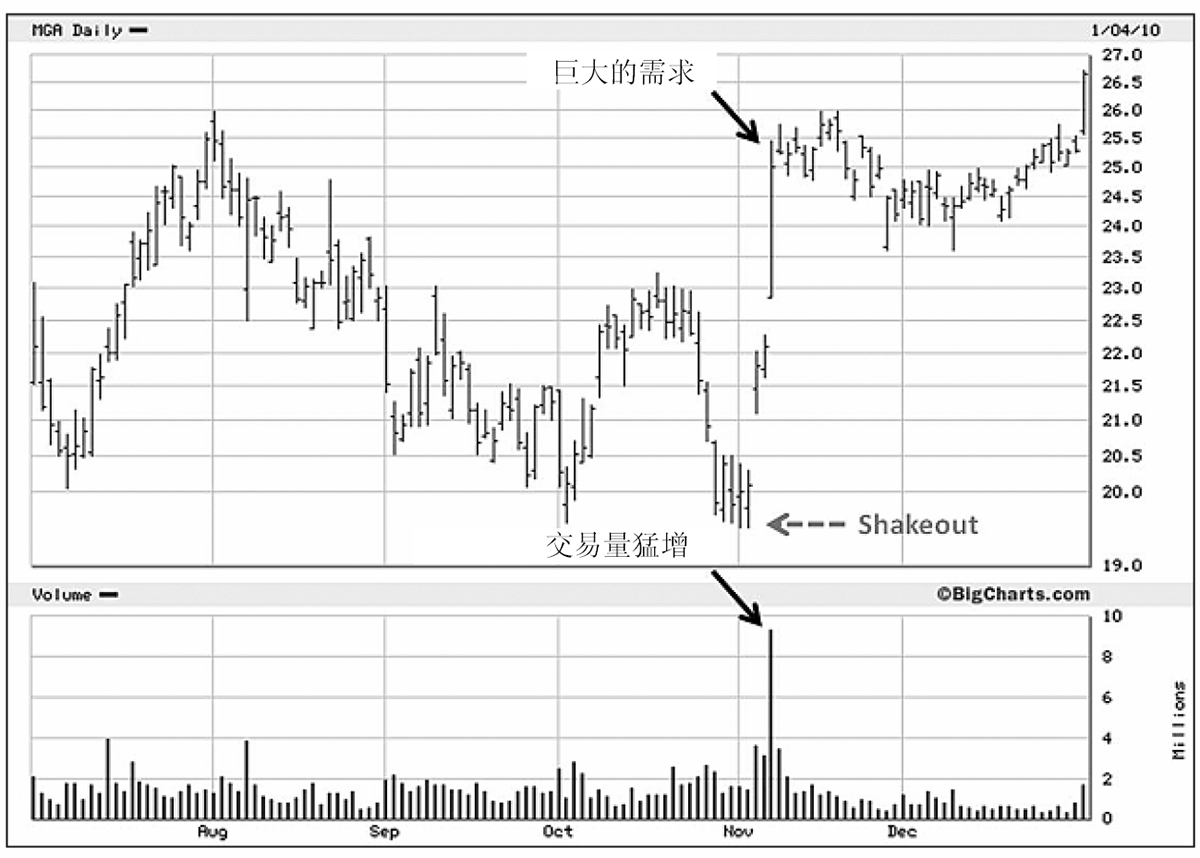 MGA Daily
1/04/10
巨大的需求
27.0
26.5
26.0
25.5
25.0
24.5
24.0
23.5
23.0
22.5
22.0
21.5
21.0
20.5
20.0
19.0
Shakeout
交易量猛增
Volume
©BigCharts.com
10
8
6
4
2
0
Millions
Aug Sep Oct Nov Dec